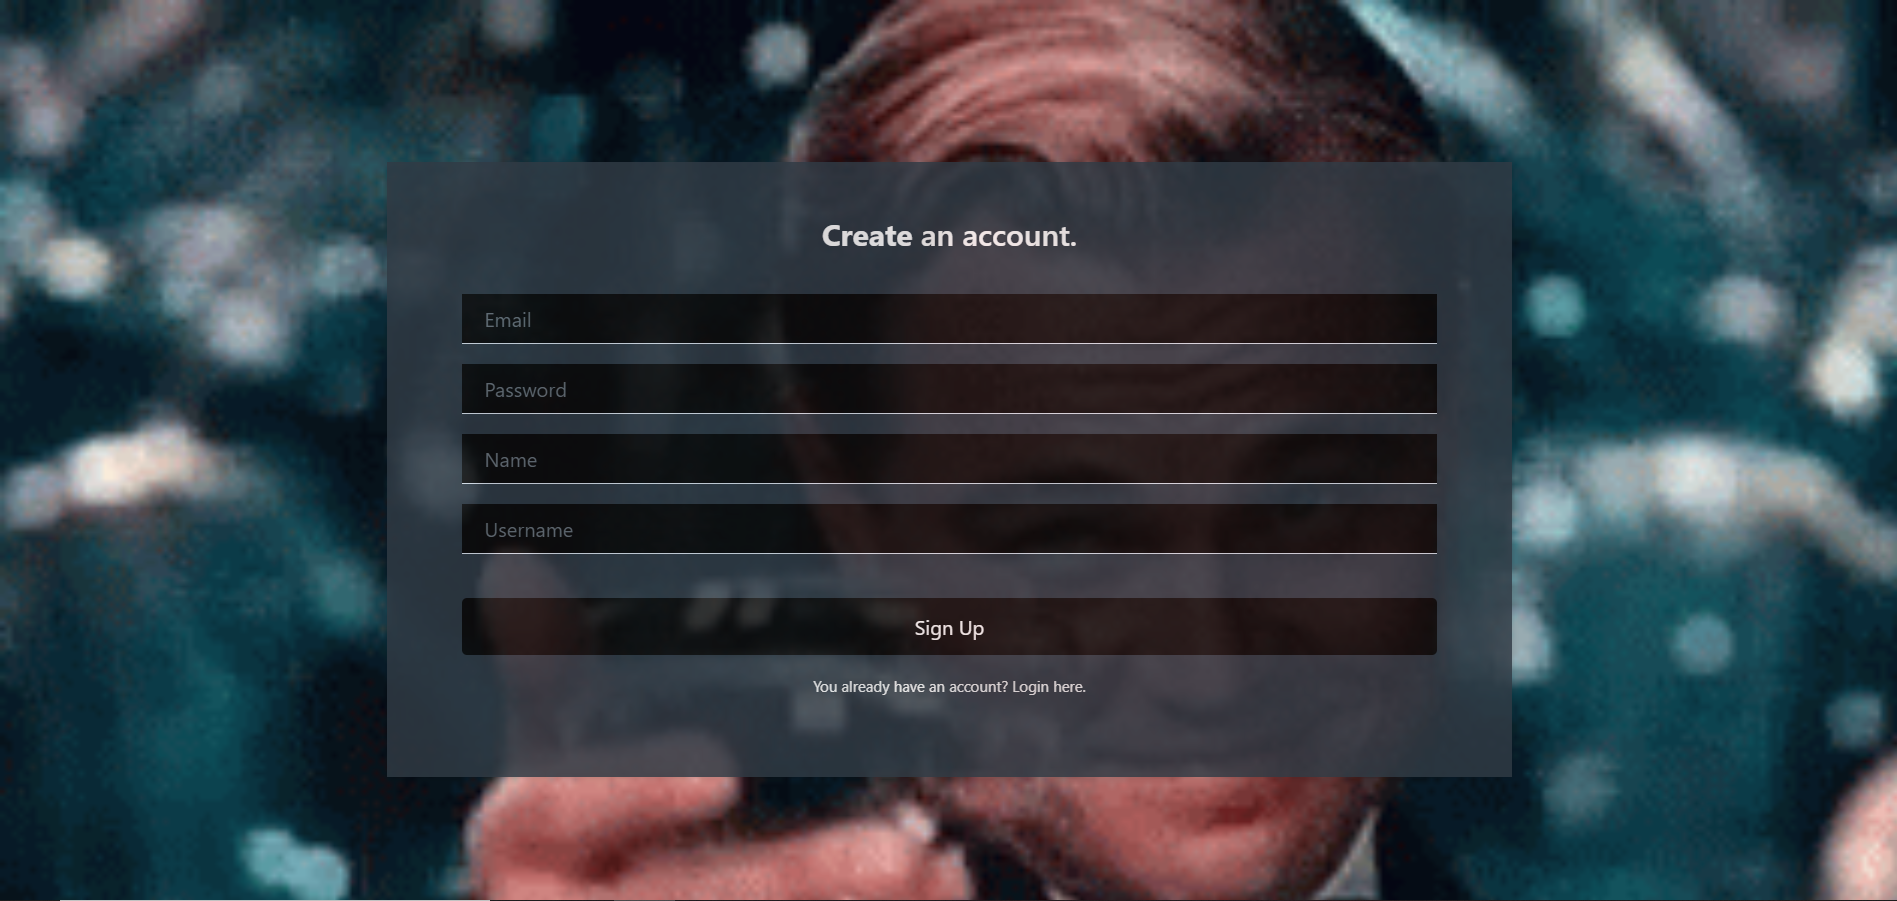 Create an account.
Email
Password
Name
Username
Sign Up
You already have an account? Login here.